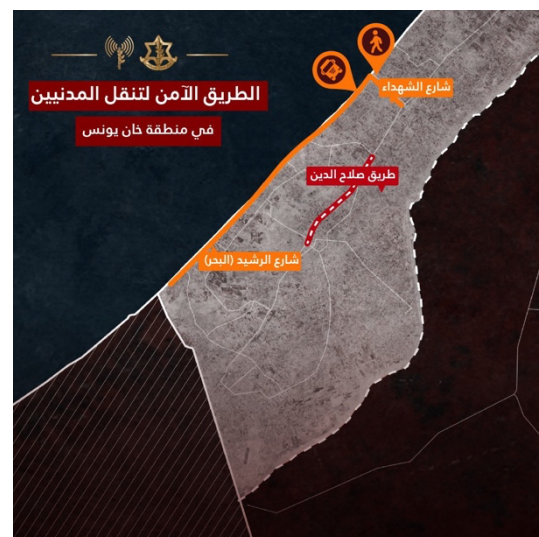 الطريق الآمن لتنقل المدنيين
في منطقة خان يونس
شارع الشهداء
طريق صلاح الدين
شارع الرشيد (البحر)